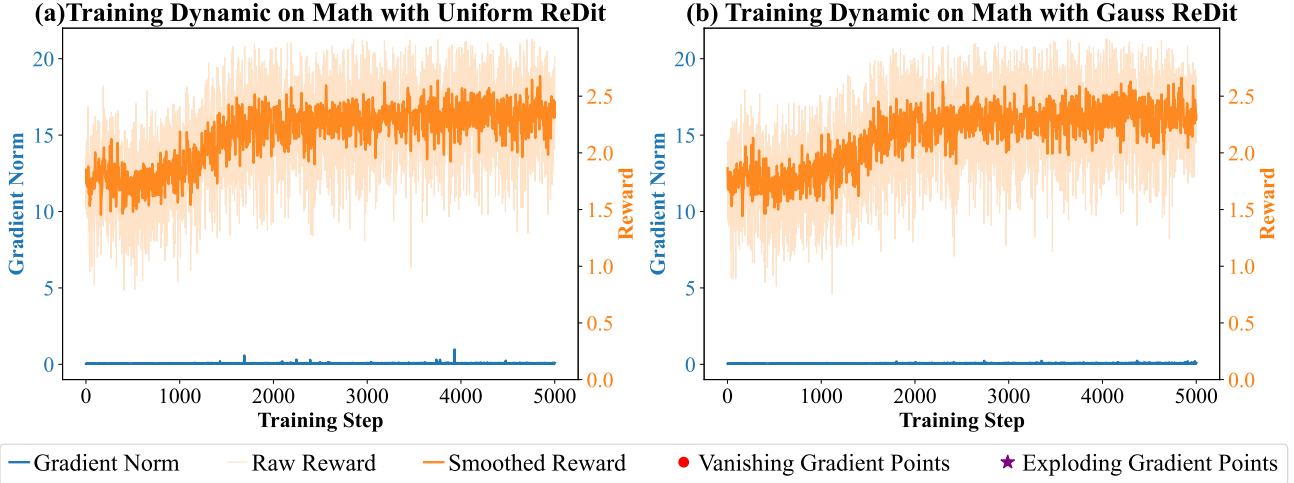 (a)Training Dynamic on Math with Uniform ReDit
Gradient Norm
20
15
10
5
0
2.5
2.0
1.5
1.0
0.5
0.0
Reward
0 1000 2000 3000 4000 5000
Training Step
(b) Training Dynamic on Math with Gauss ReDit
Gradient Norm
20
15
10
5
0
2.5
2.0
1.5
1.0
0.5
0.0
Reward
0 1000 2000 3000 4000 5000
Training Step
Gradient Norm Raw Reward Smoothed Reward Vanishing Gradient Points Exploding Gradient Points